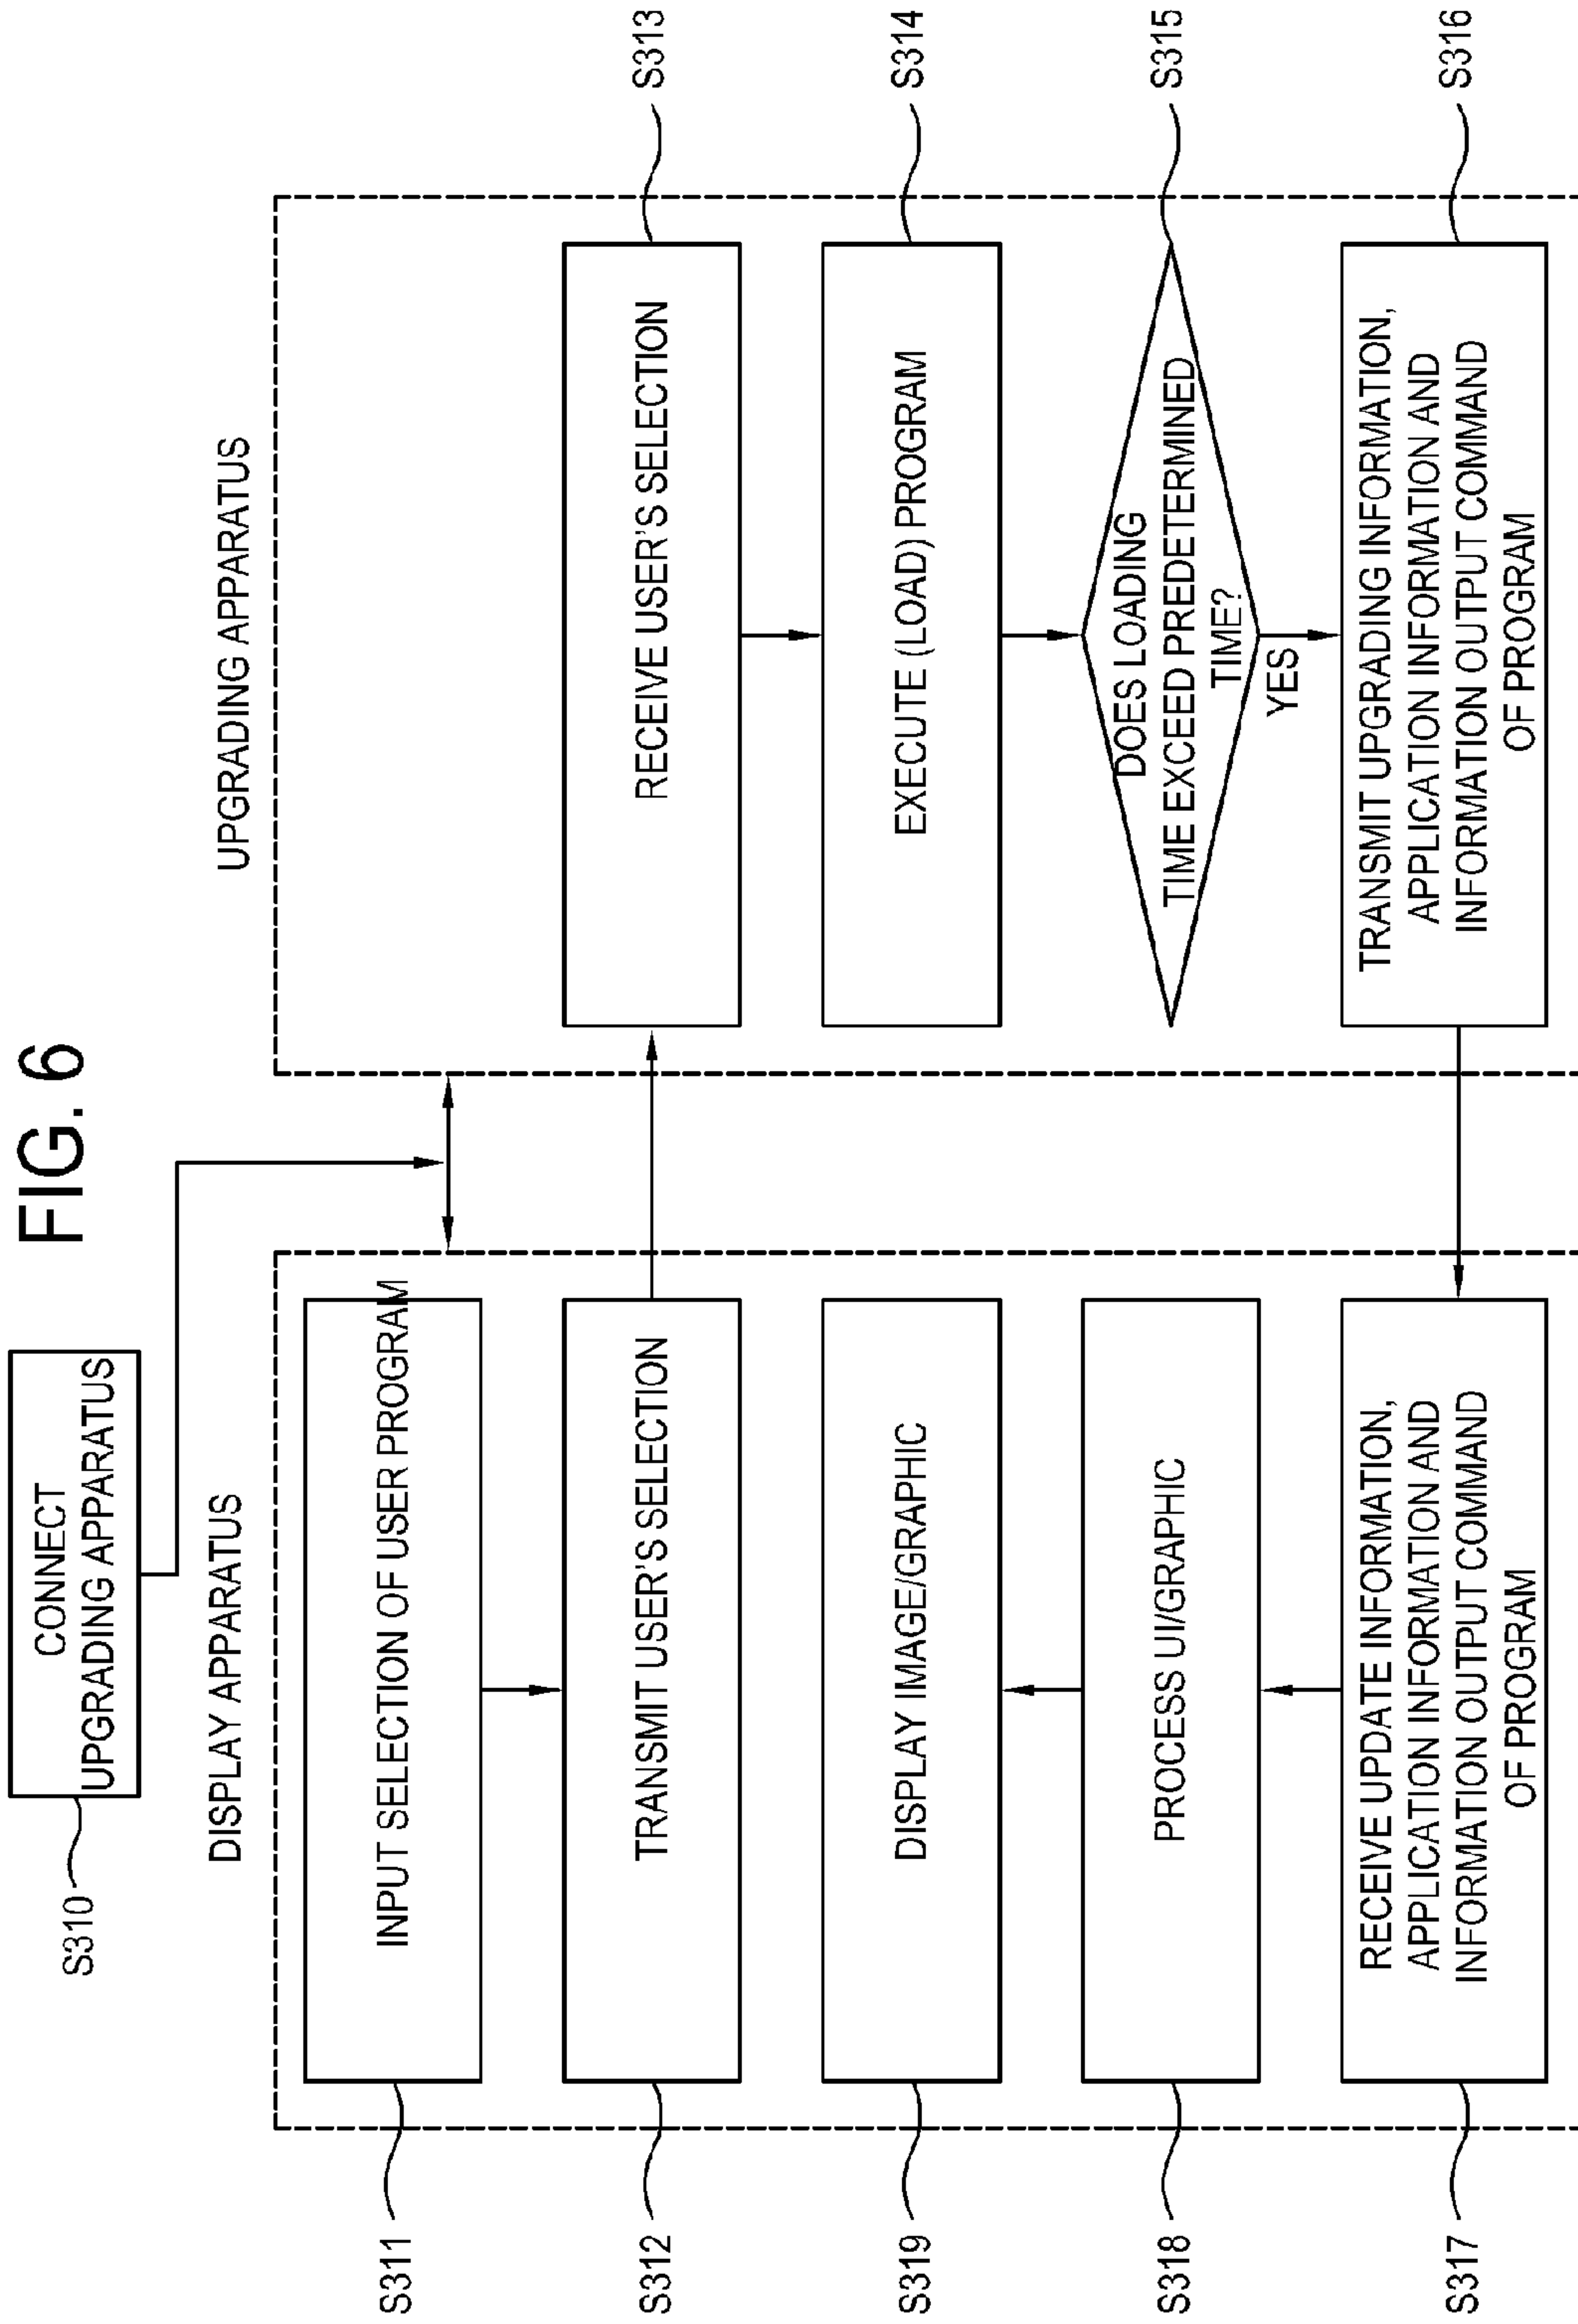 FIG. 6
CONNECT
UPGRADING APPARATUS
S310
DISPLAY APPARATUS
UPGRADING APPARATUS
S311
INPUT SELECTION OF USER PROGRAM
S312
TRANSMIT USER'S SELECTION
RECEIVE USER'S SELECTION
S313
S319
DISPLAY IMAGE/GRAPHIC
EXECUTE (LOAD) PROGRAM
S314
S318
PROCESS UI/GRAPHIC
DOES LOADING
TIME EXCEED PREDETERMINED
TIME?
S315
YES
S317
RECEIVE UPDATE INFORMATION,
APPLICATION INFORMATION AND
INFORMATION OUTPUT COMMAND
OF PROGRAM
TRANSMIT UPGRADING INFORMATION,
APPLICATION INFORMATION AND
INFORMATION OUTPUT COMMAND
OF PROGRAM
S316